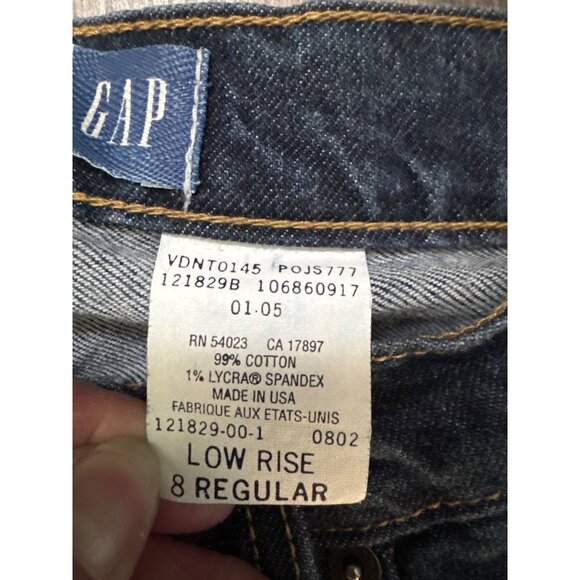 GAP
VDNT0145 POJS777
121829B 106860917
01.05
RN 54023 CA 17897
99% COTTON
1% LYCRA® SPANDEX
MADE IN USA
FABRIQUE AUX ETATS-UNIS
121829-00-1 0802
LOW RISE
8 REGULAR